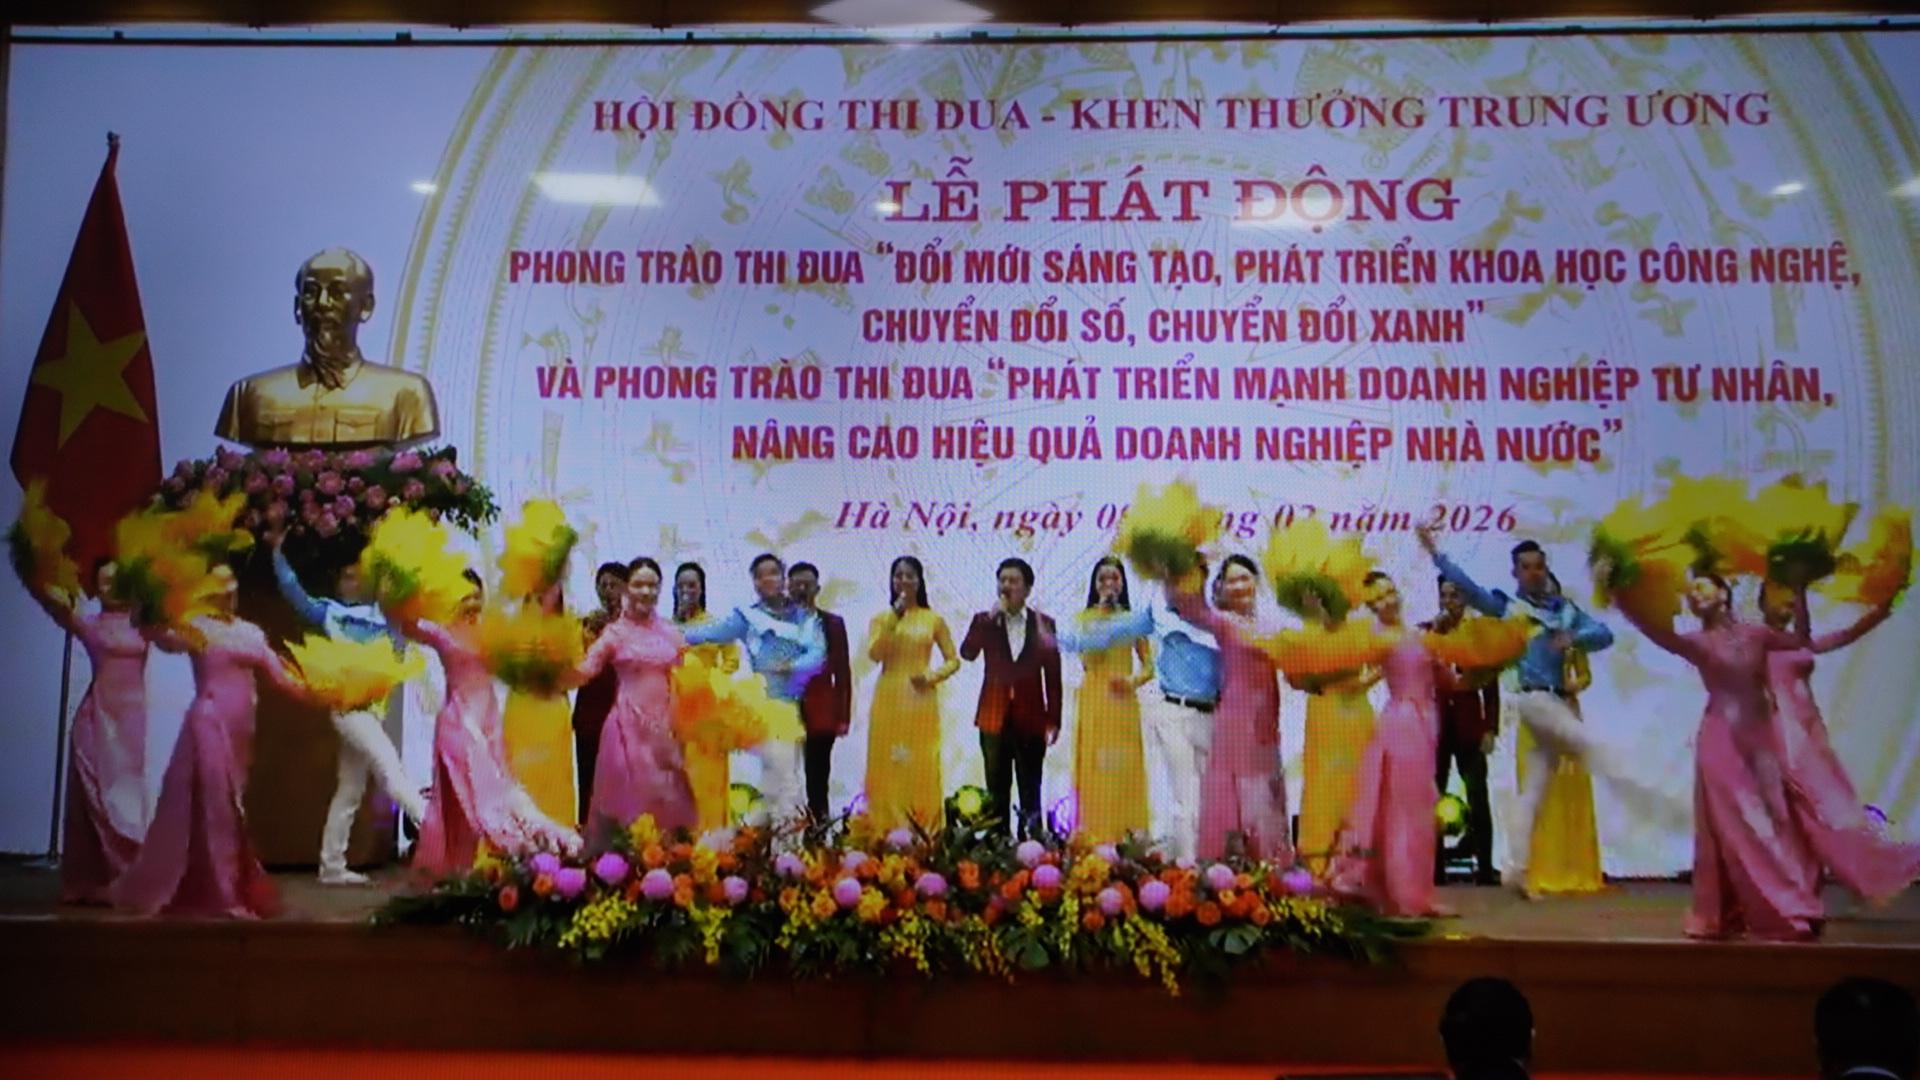 HỘI ĐỒNG THI ĐUA - KHEN THƯỞNG TRUNG ƯƠNG
LỄ PHÁT ĐỘNG
PHONG TRÀO THI ĐUA “ĐỔI MỚI SÁNG TẠO, PHÁT TRIỂN KHOA HỌC CÔNG NGHỆ,
CHUYỂN ĐỔI SỐ, CHUYỂN ĐỔI XANH”
VÀ PHONG TRÀO THI ĐUA “PHÁT TRIỂN MẠNH DOANH NGHIỆP TƯ NHÂN,
NÂNG CAO HIỆU QUẢ DOANH NGHIỆP NHÀ NƯỚC”
Hà Nội, ngày năm 2026